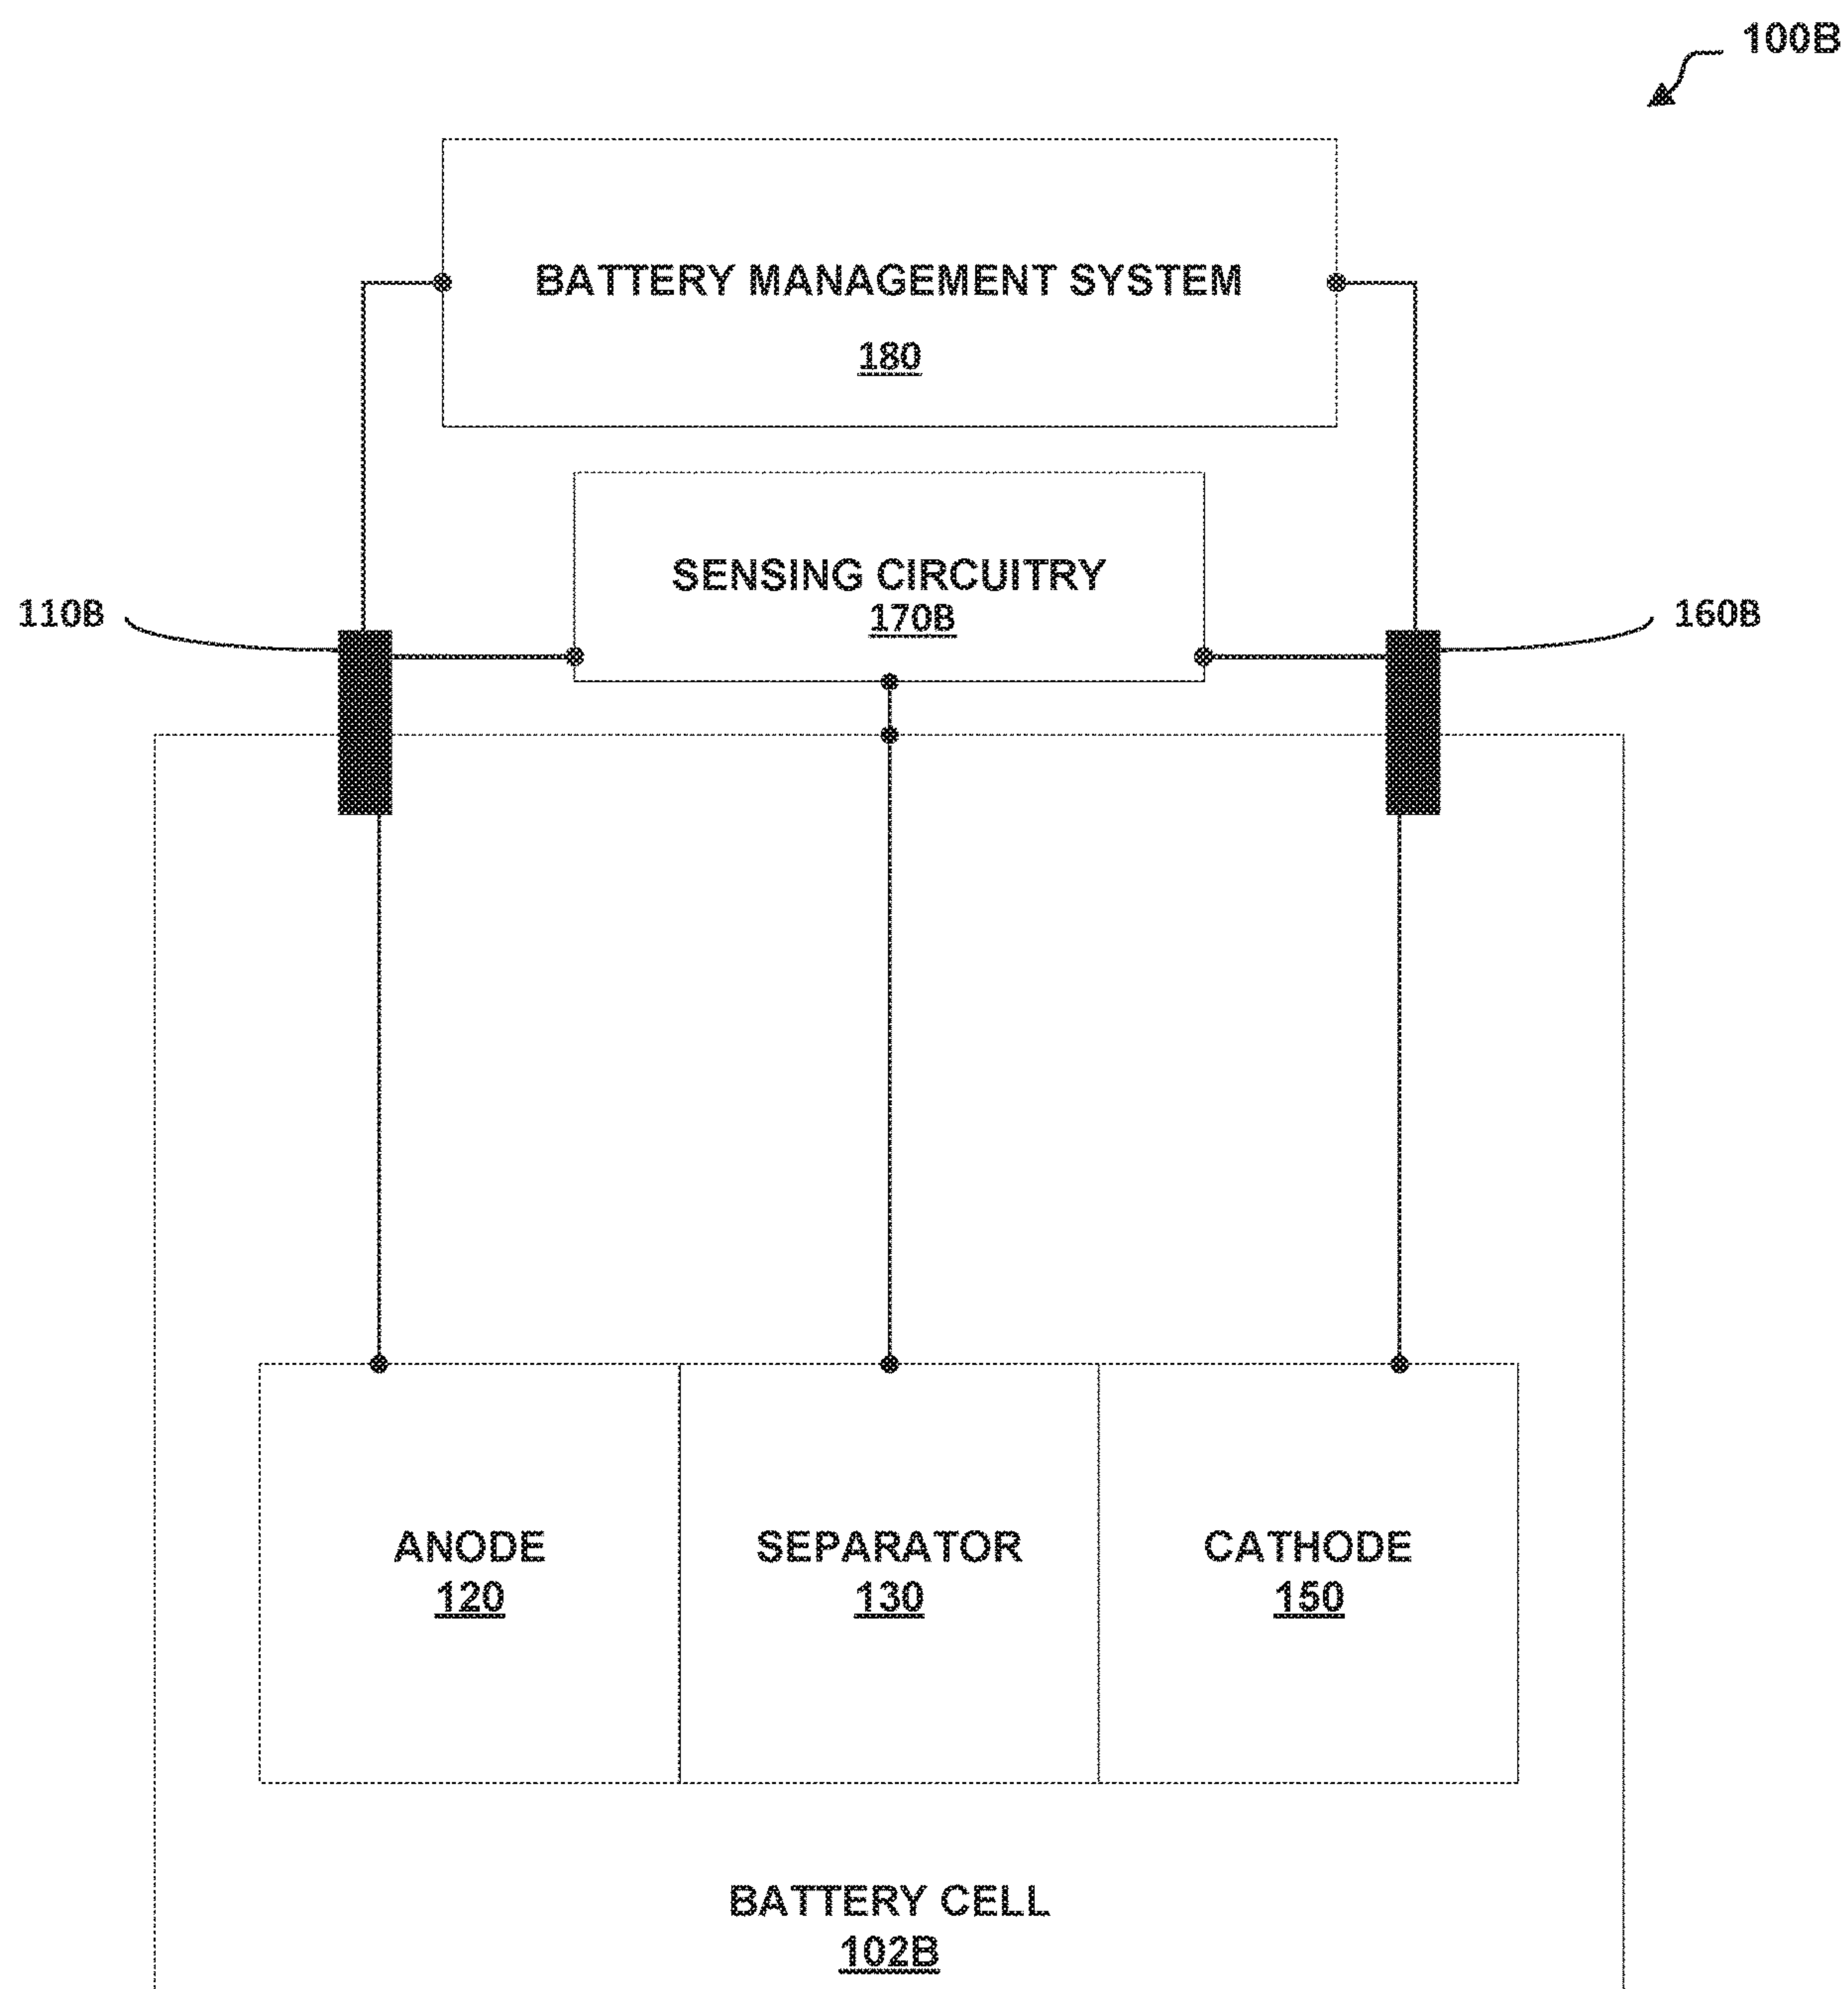 100B
BATTERY MANAGEMENT SYSTEM
180
SENSING CIRCUITRY
170B
110B
160B
ANODE
120
SEPARATOR
130
CATHODE
150
BATTERY CELL
102B